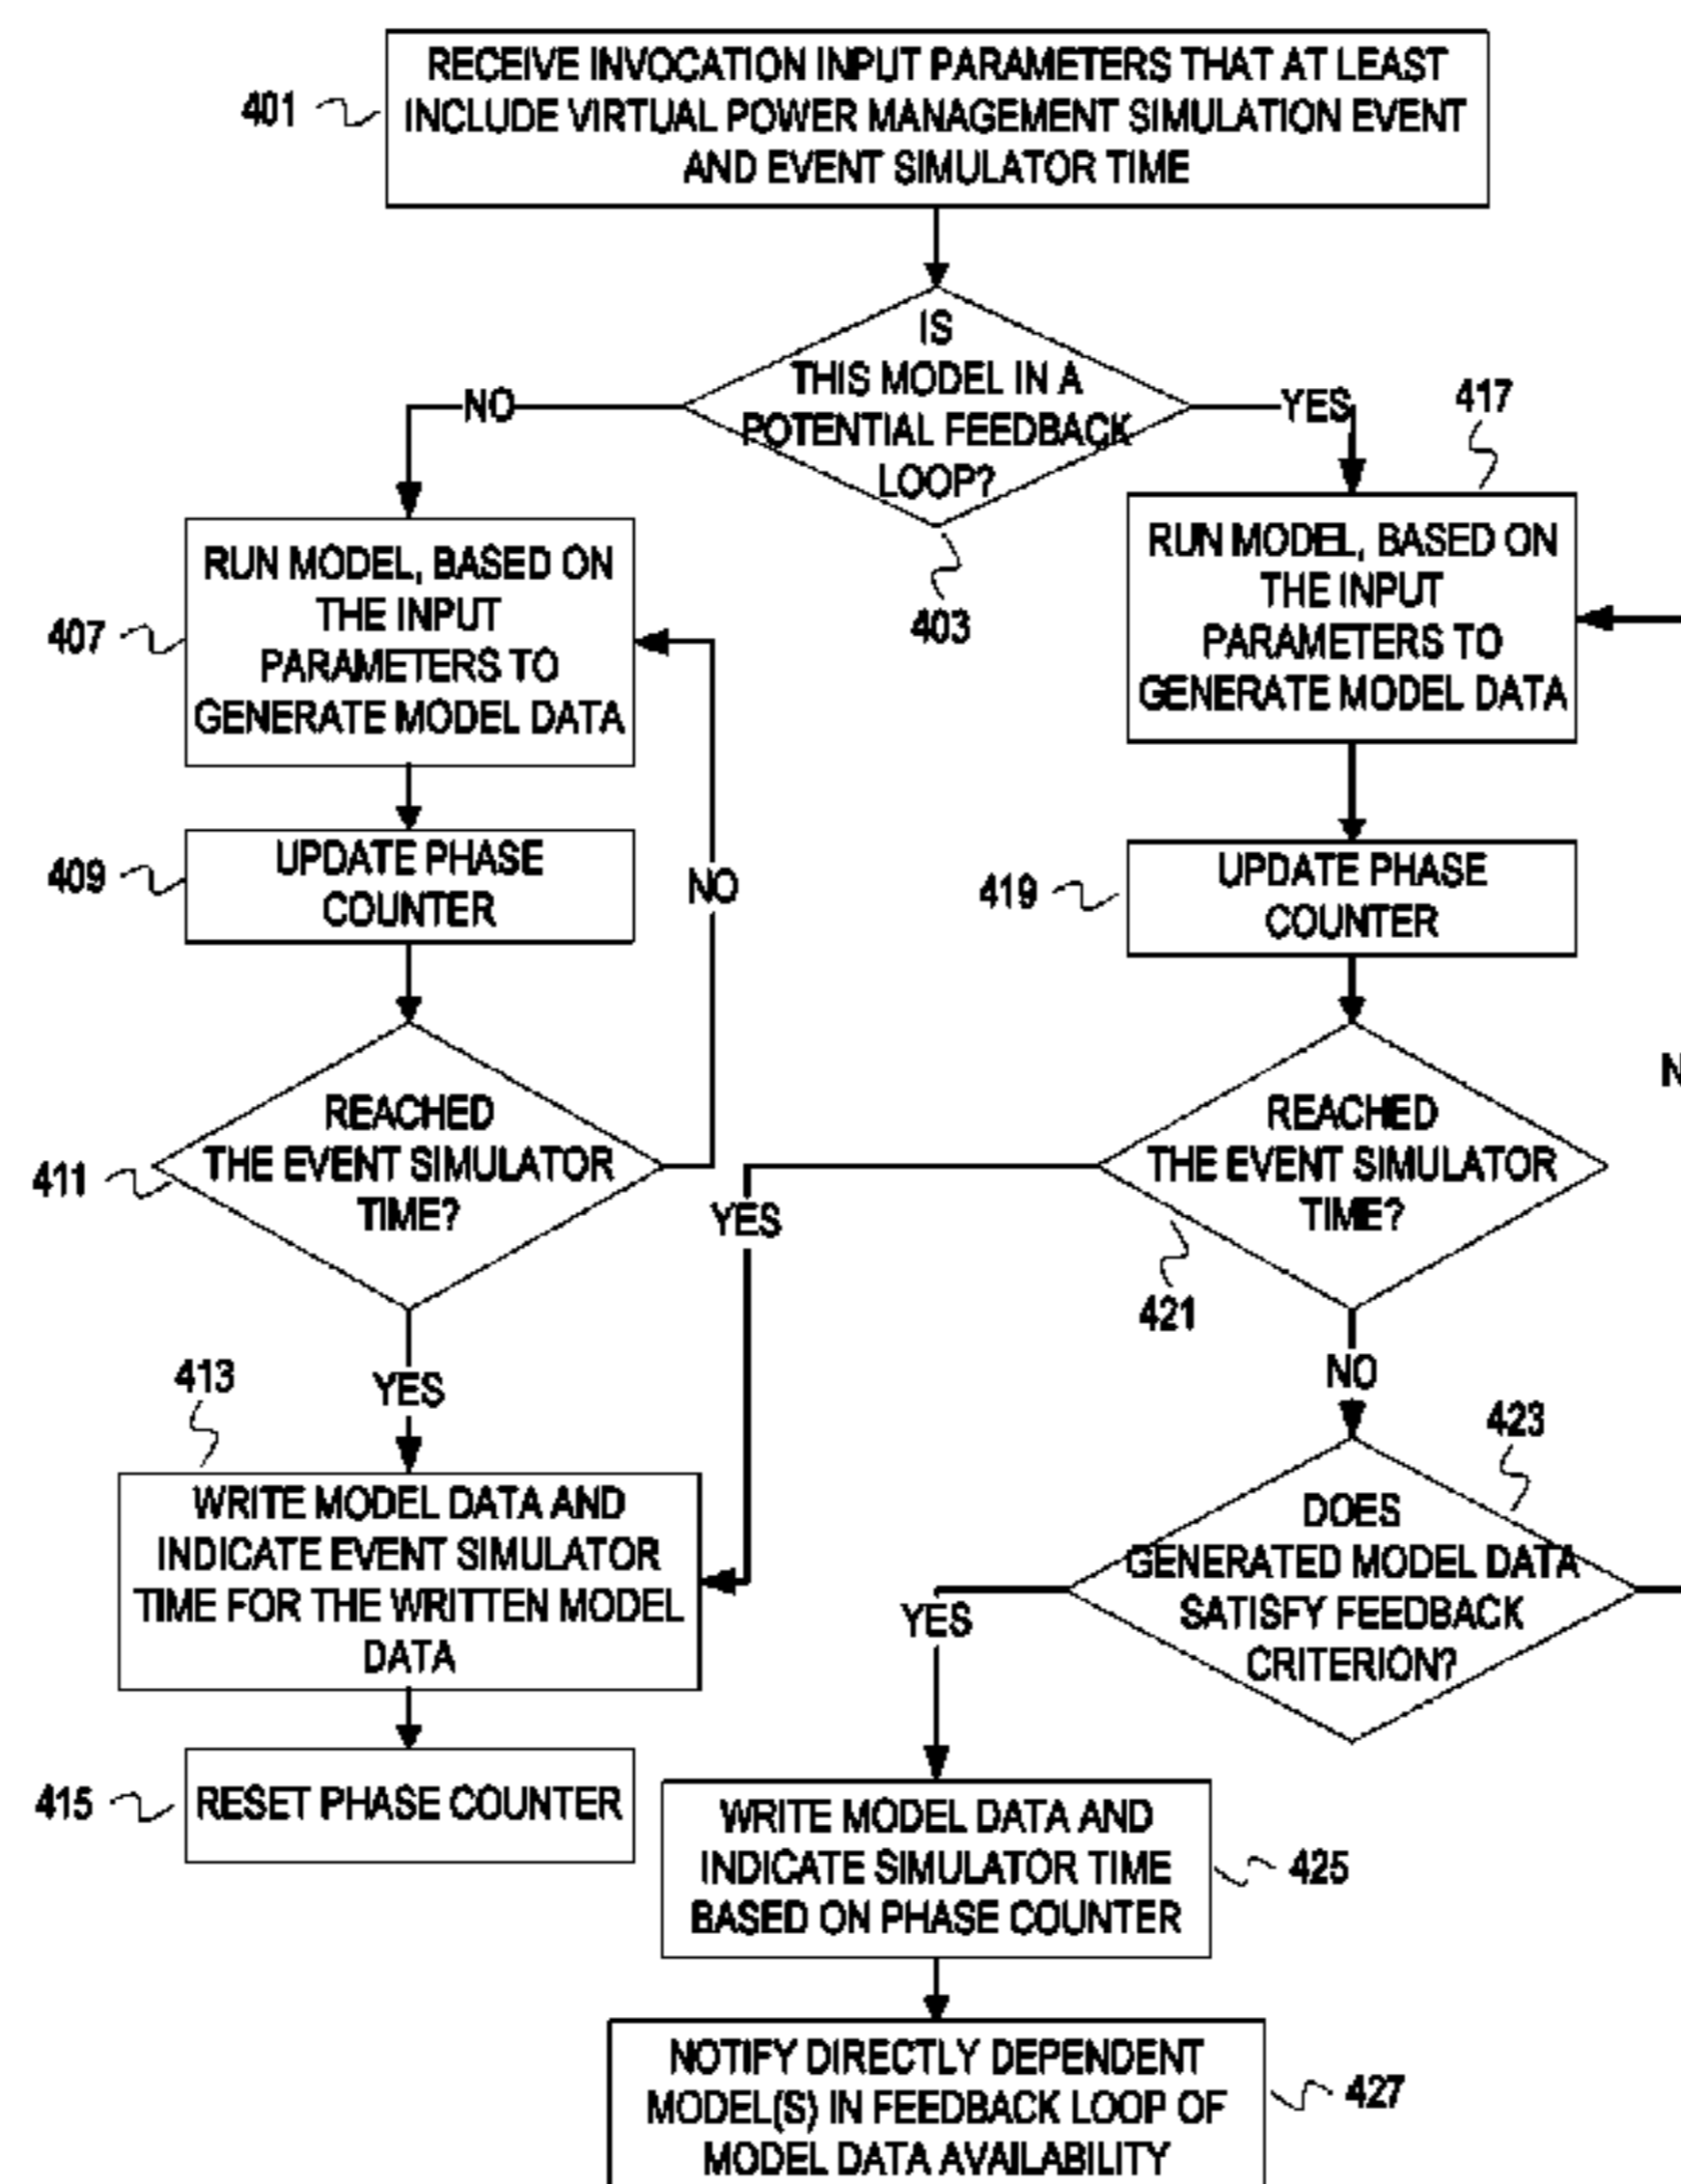 RECEIVE INVOCATION INPUT PARAMETERS THAT AT LEAST
INCLUDE VIRTUAL POWER MANAGEMENT SIMULATION EVENT
AND EVENT SIMULATOR TIME
401
IS
THIS MODEL IN A
POTENTIAL FEEDBACK
LOOP?
403
NO
YES
417
RUN MODEL, BASED ON
THE INPUT
PARAMETERS TO
GENERATE MODEL DATA
407
RUN MODEL, BASED ON
THE INPUT
PARAMETERS TO
GENERATE MODEL DATA
UPDATE PHASE
COUNTER
409
NO
UPDATE PHASE
COUNTER
419
REACHED
THE EVENT SIMULATOR
TIME?
411
YES
REACHED
THE EVENT SIMULATOR
TIME?
421
YES
NO
413
WRITE MODEL DATA AND
INDICATE EVENT SIMULATOR
TIME FOR THE WRITTEN MODEL
DATA
423
DOES
GENERATED MODEL DATA
SATISFY FEEDBACK
CRITERION?
YES
415
RESET PHASE COUNTER
WRITE MODEL DATA AND
INDICATE SIMULATOR TIME
BASED ON PHASE COUNTER
425
NOTIFY DIRECTLY DEPENDENT
MODEL(S) IN FEEDBACK LOOP OF
MODEL DATA AVAILABILITY
427